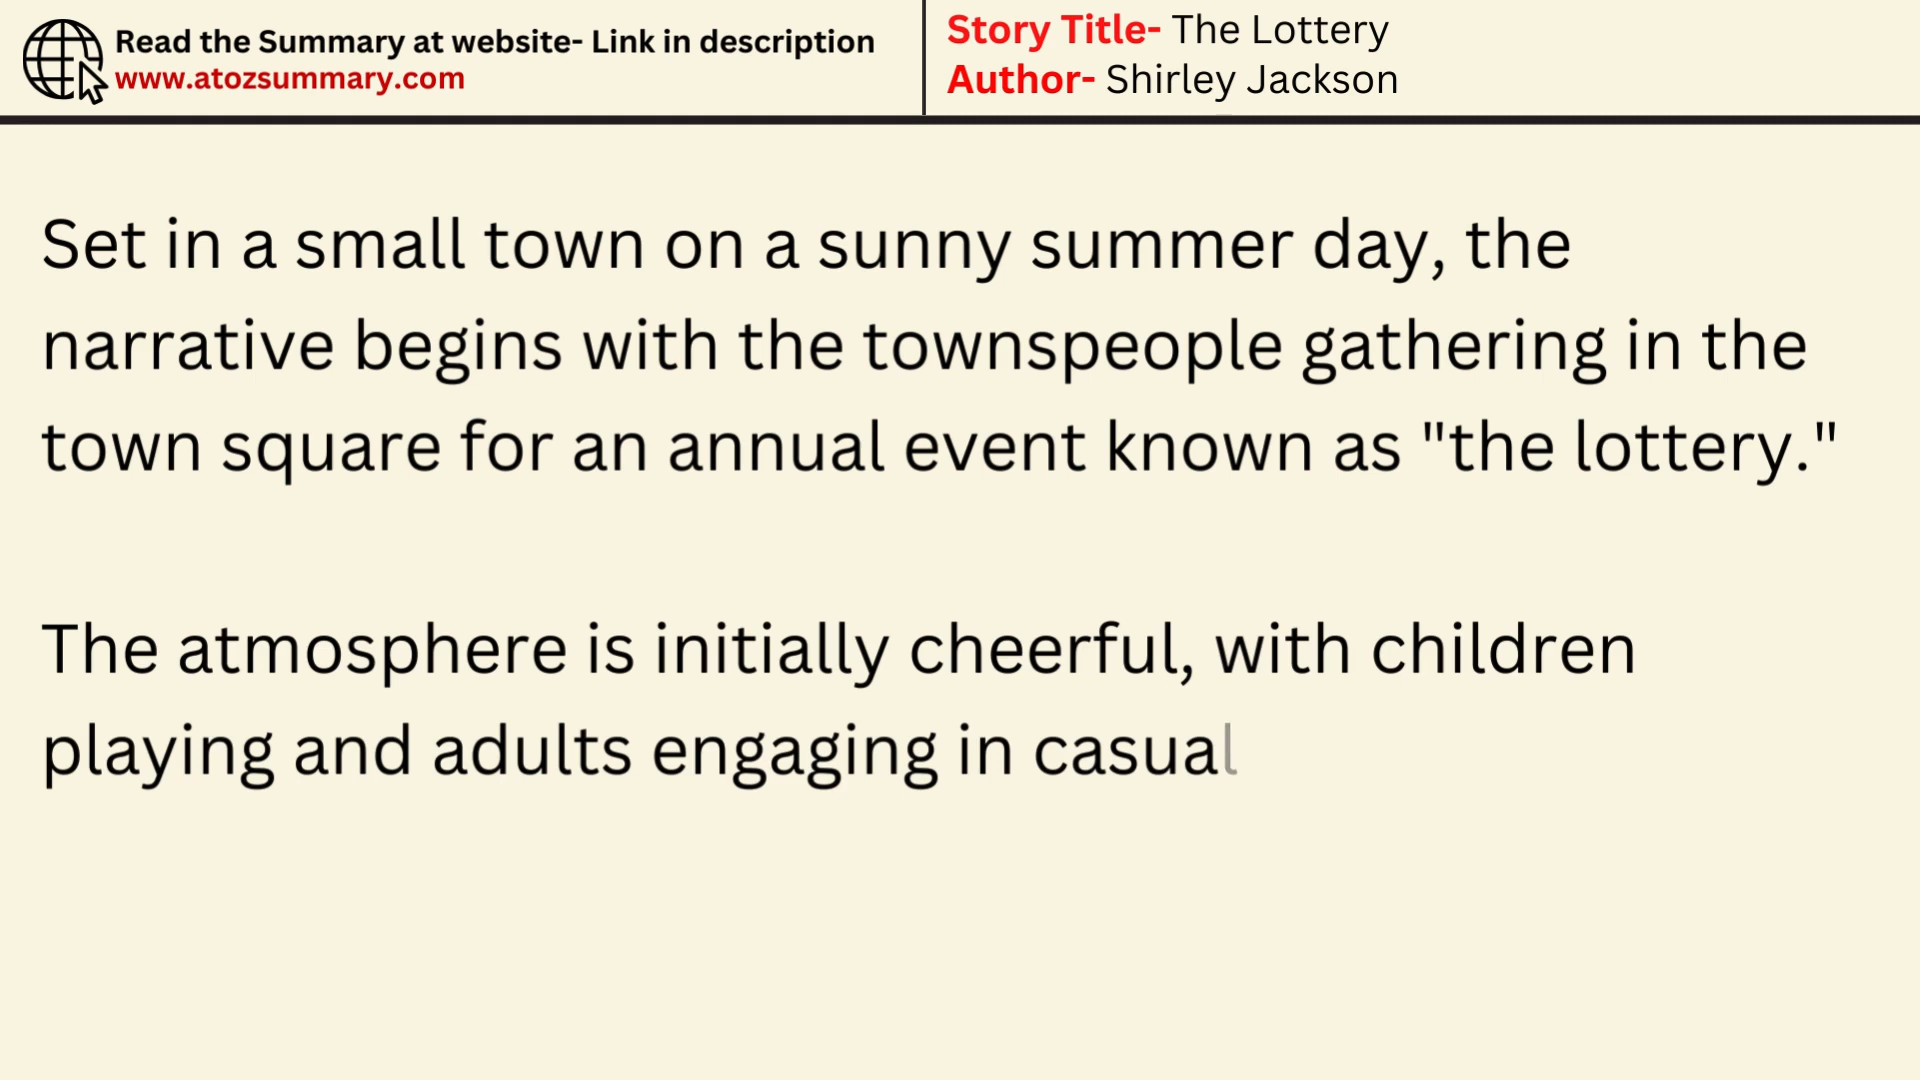 Read the Summary at website- Link in description
www.atozsummary.com
Story Title- The Lottery
Author- Shirley Jackson
Set in a small town on a sunny summer day, the
narrative begins with the townspeople gathering in the
town square for an annual event known as "the lottery."
The atmosphere is initially cheerful, with children
playing and adults engaging in casual